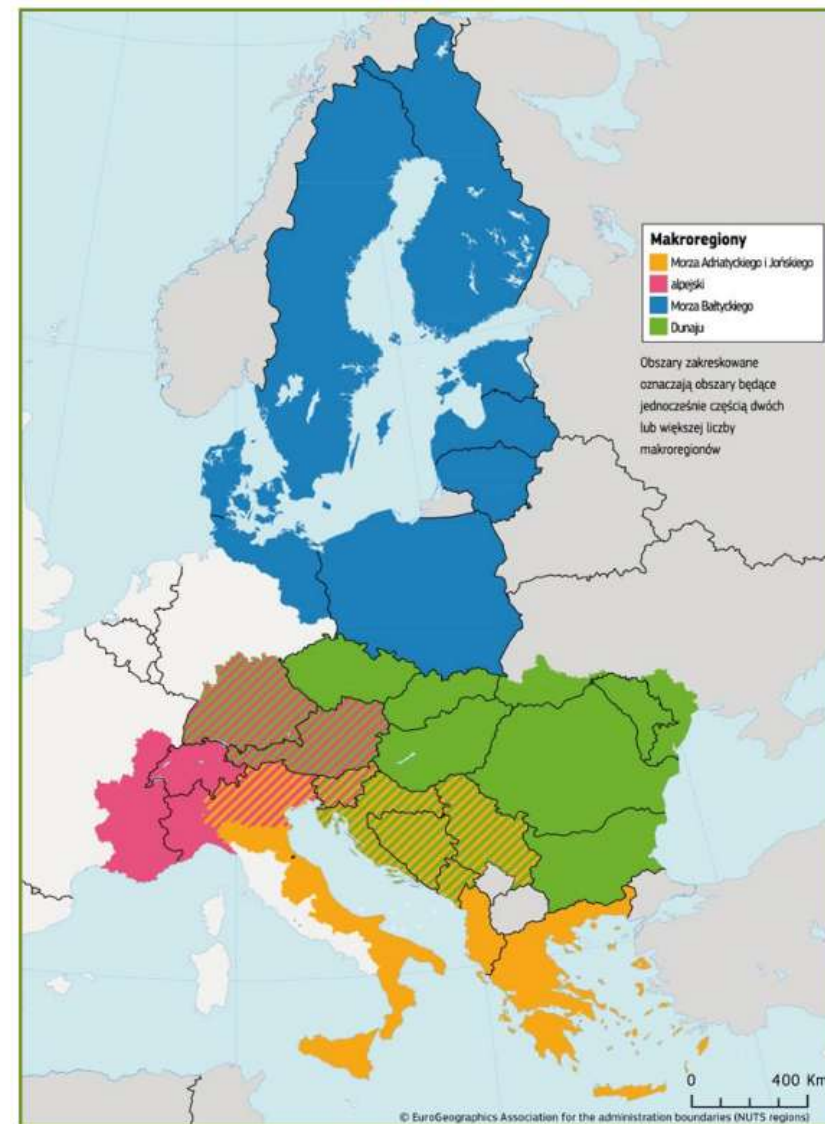 Makroregiony
Morza Adriatyckiego i Jońskiego
alpejski
Morza Bałtyckiego
Dunaju
Obszary zakreskowane
oznaczają obszary będące
jednocześnie częścią dwóch
lub większej liczby
makroregionów
0 400 Km
© EuroGeographics Association for the administration boundaries (NUTS regions)